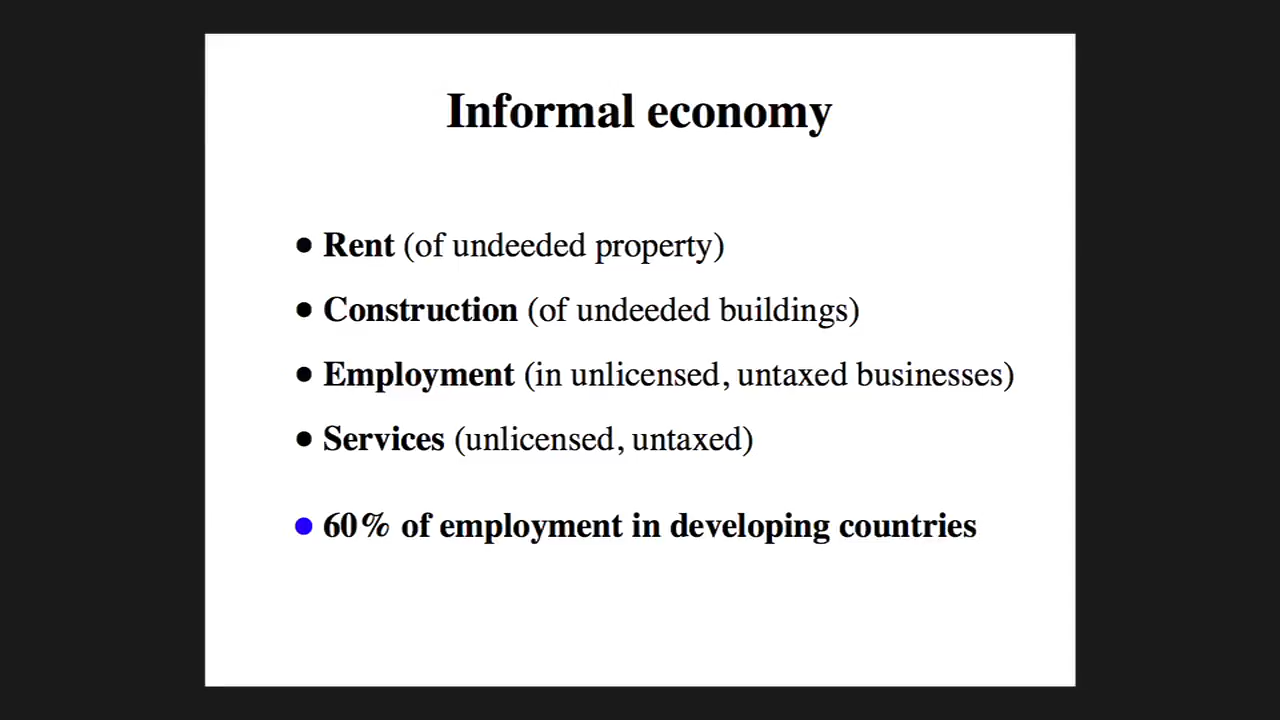 Informal economy
• Rent (of undeeded property)
• Construction (of undeeded buildings)
• Employment (in unlicensed, untaxed businesses)
• Services (unlicensed, untaxed)
• 60% of employment in developing countries